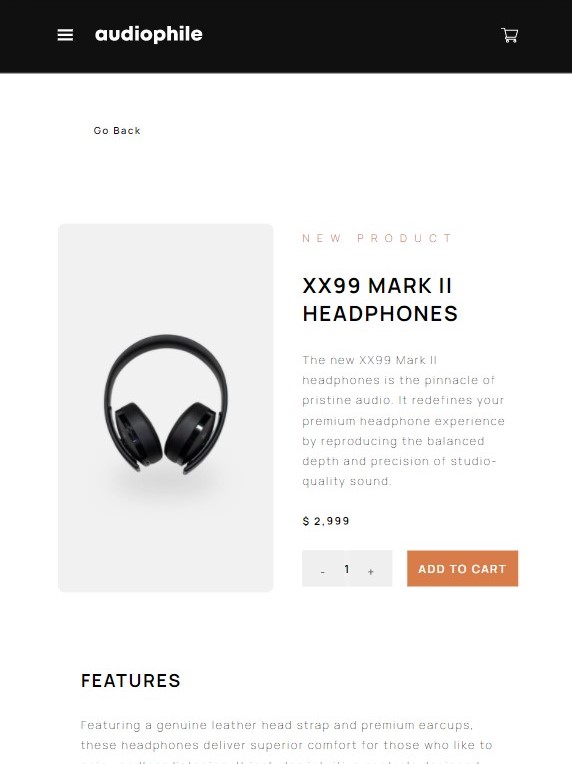 audiophile
Go Back
NEW PRODUCT
XX99 MARK II
HEADPHONES
The new XX99 Mark II
headphones is the pinnacle of
pristine audio. It redefines your
premium headphone experience
by reproducing the balanced
depth and precision of studio-
quality sound.
$ 2,999
- 1 + ADD TO CART
FEATURES
Featuring a genuine leather head strap and premium earcups,
these headphones deliver superior comfort for those who like to